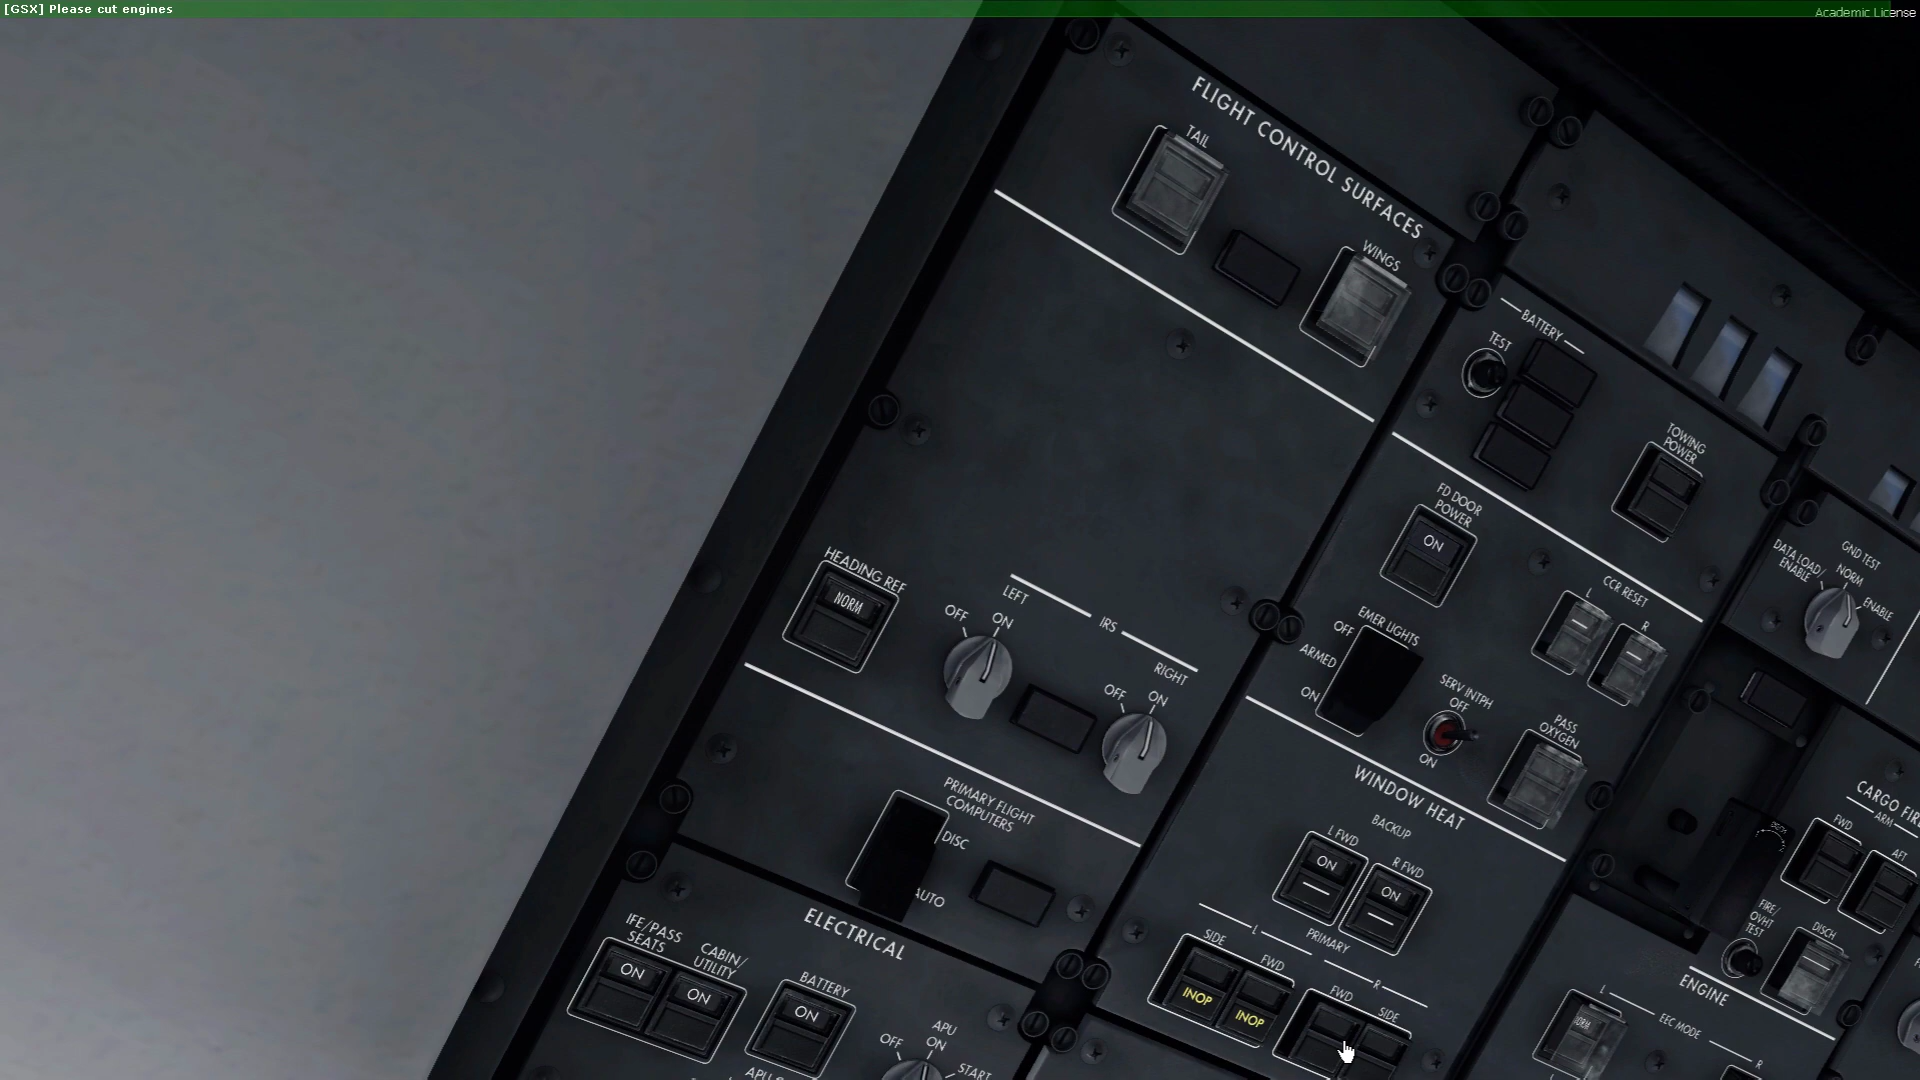 [GSX] Please cut engines
Academic License
FLIGHT CONTROL SURFACES
TAIL
WINGS
BATTERY
TEST
TOWING
POWER
FD DOOR
POWER
ON
GND TEST
DATA LOAD/
ENABLE
NORM
ENABLE
CCR RESET
L
R
HEADING REF
NORM
LEFT
IRS
RIGHT
OFF
ON
OFF
ON
EMER LIGHTS
OFF
ARMED
ON
SERV INTPH
OFF
ON
PASS
OXYGEN
PRIMARY FLIGHT
COMPUTERS
DISC
AUTO
WINDOW HEAT
BACKUP
L FWD
ON
R FWD
ON
L
PRIMARY
R
SIDE
FWD
FWD
SIDE
INOP
INOP
CARGO FIRE
ARM
FWD
AFT
FIRE/
OVHT
TEST
DISCH
ENGINE
L
EEC MODE
R
ELECTRICAL
IFE/PASS
SEATS
ON
CABIN/
UTILITY
ON
BATTERY
ON
APU
OFF
ON
START